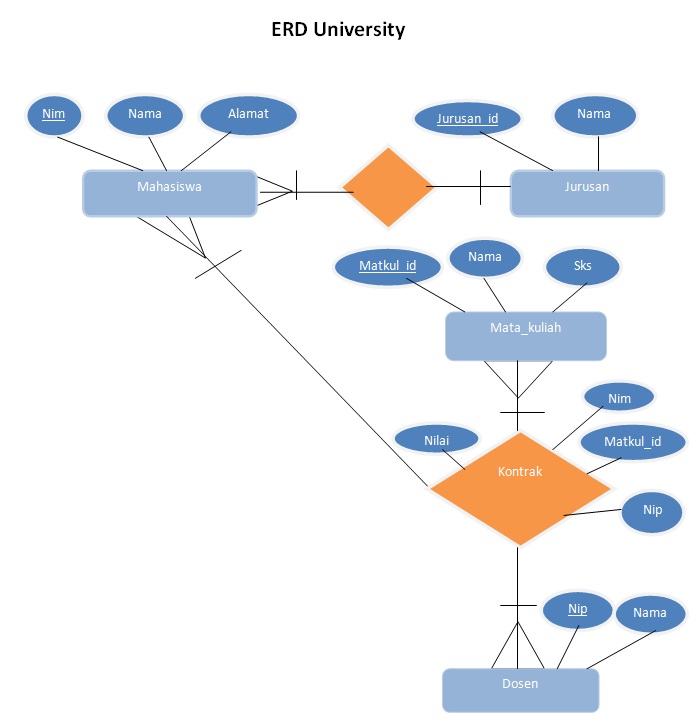 ERD University
Nim
Nama
Alamat
Jurusan_id
Nama
Mahasiswa
Jurusan
Matkul_id
Nama
Sks
Mata_kuliah
Nim
Nilai
Matkul_id
Kontrak
Nip
Nip
Nama
Dosen